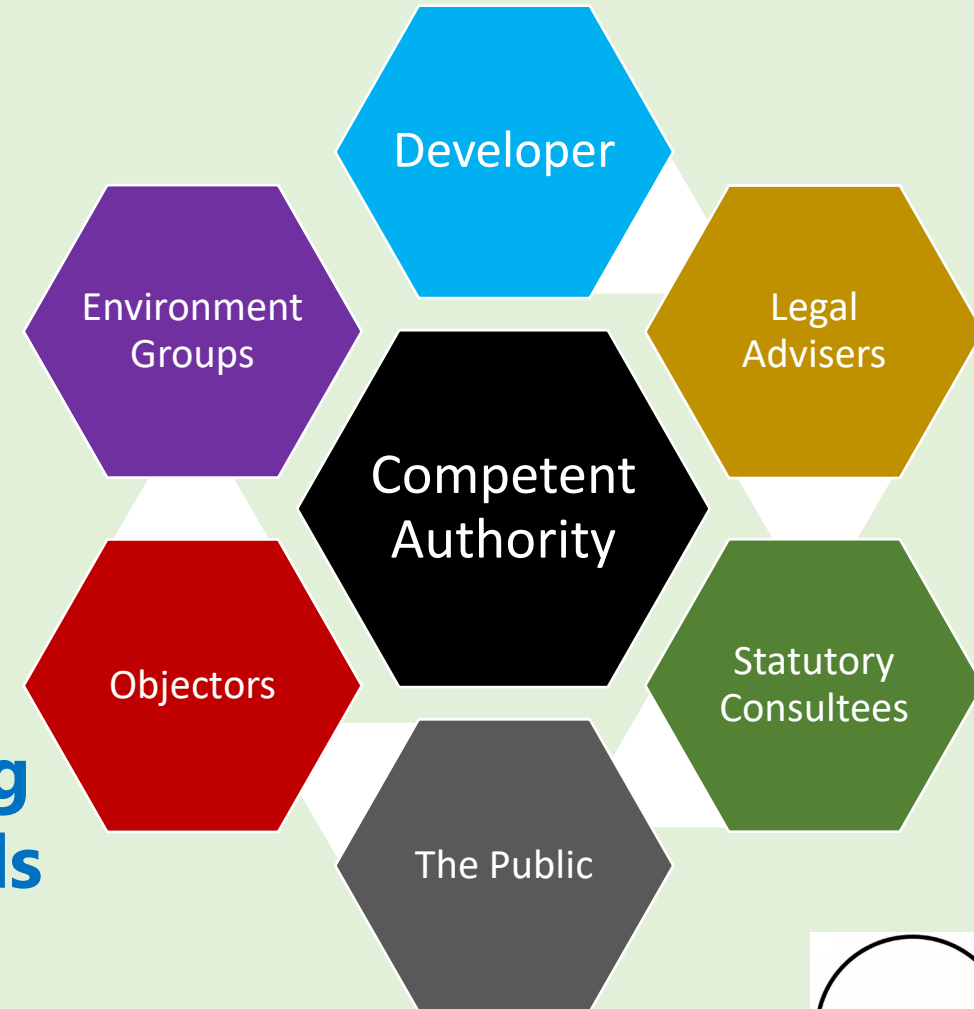 Developer
Environment
Groups
Legal
Advisers
Competent
Authority
Objectors
Statutory
Consultees
The Public